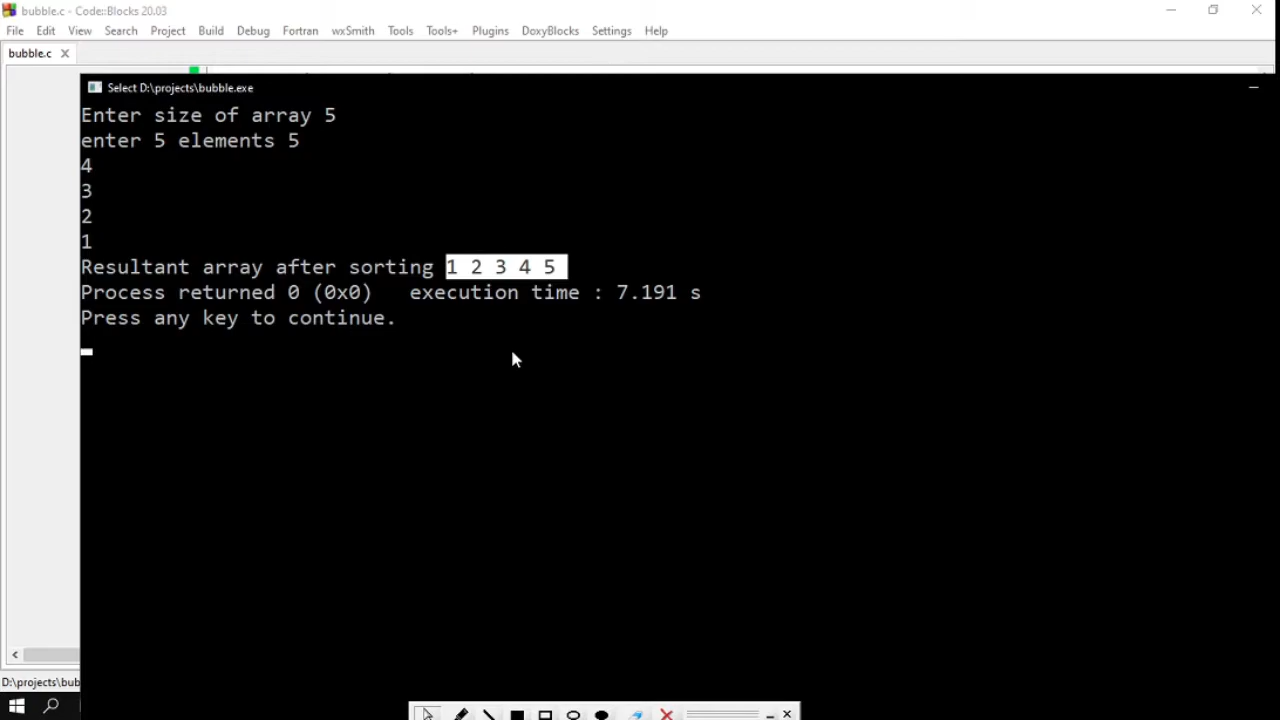 bubble.c - Code::Blocks 20.03
File Edit View Search Project Build Debug Fortran wxSmith Tools Tools+ Plugins DoxyBlocks Settings Help
bubble.c
Select D:\projects\bubble.exe
Enter size of array 5
enter 5 elements 5
4
3
2
1
Resultant array after sorting 1 2 3 4 5
Process returned 0 (0x0)   execution time : 7.191 s
Press any key to continue.
D:\projects\bub